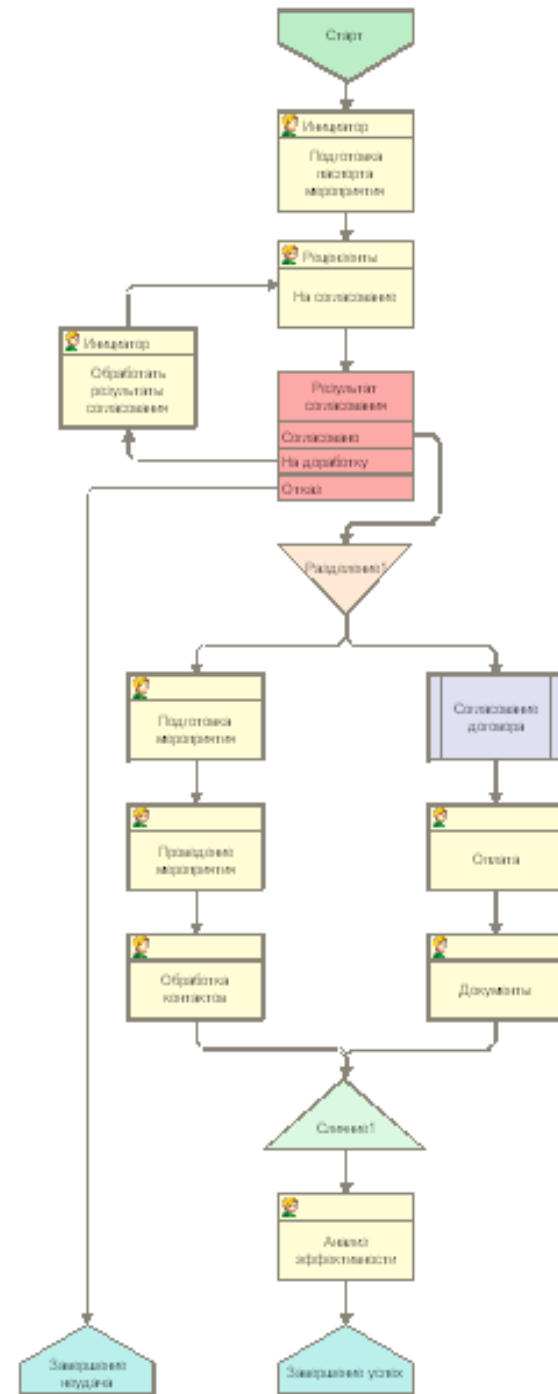 Старт
Инициатор
Подготовка
паспорта
мероприятия
Рецензенты
На согласование
Инициатор
Обработать
результаты
согласования
Результат
согласования
Согласовано
На доработку
Отказ
Разделение1
Подготовка
мероприятия
Согласование
договора
Проведение
мероприятия
Оплата
Обработка
контактов
Документы
Слияние1
Анализ
эффективности
Завершение
неудача
Завершение успех